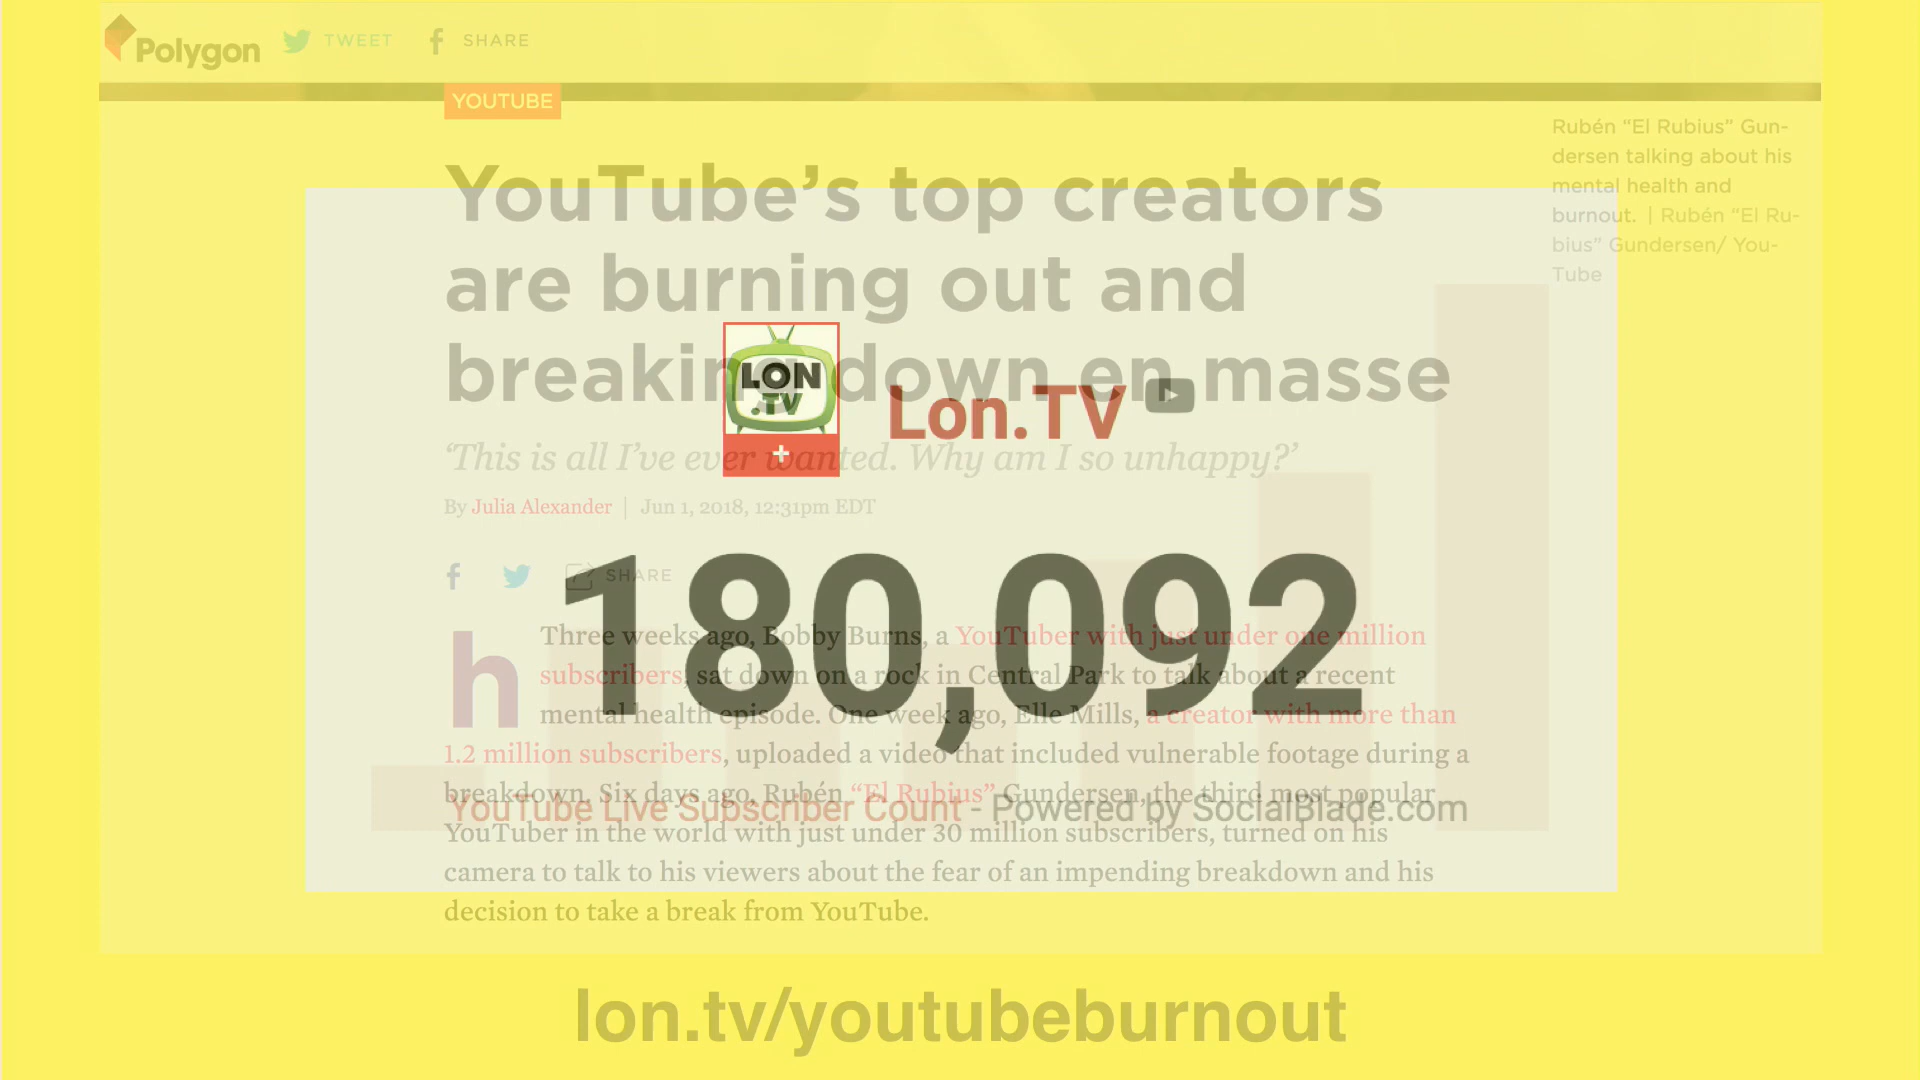 Polygon
TWEET
SHARE
YOUTUBE
Rubén “El Rubius” Gun-
dersen talking about his
mental health and
burnout. | Rubén “El Ru-
bius” Gundersen/ You-
Tube
YouTube’s top creators
are burning out and
breaking down en masse
LON
.TV
+
Lon.TV
‘This is all I’ve ever wanted. Why am I so unhappy?’
By Julia Alexander | Jun 1, 2018, 12:31pm EDT
SHARE
180,092
h
Three weeks ago, Bobby Burns, a YouTuber with just under one million
subscribers, sat down on a rock in Central Park to talk about a recent
mental health episode. One week ago, Elle Mills, a creator with more than
1.2 million subscribers, uploaded a video that included vulnerable footage during a
breakdown. Six days ago, Rubén “El Rubius” Gundersen, the third most popular
YouTube Live Subscriber Count - Powered by SocialBlade.com
YouTuber in the world with just under 30 million subscribers, turned on his
camera to talk to his viewers about the fear of an impending breakdown and his
decision to take a break from YouTube.
lon.tv/youtubeburnout